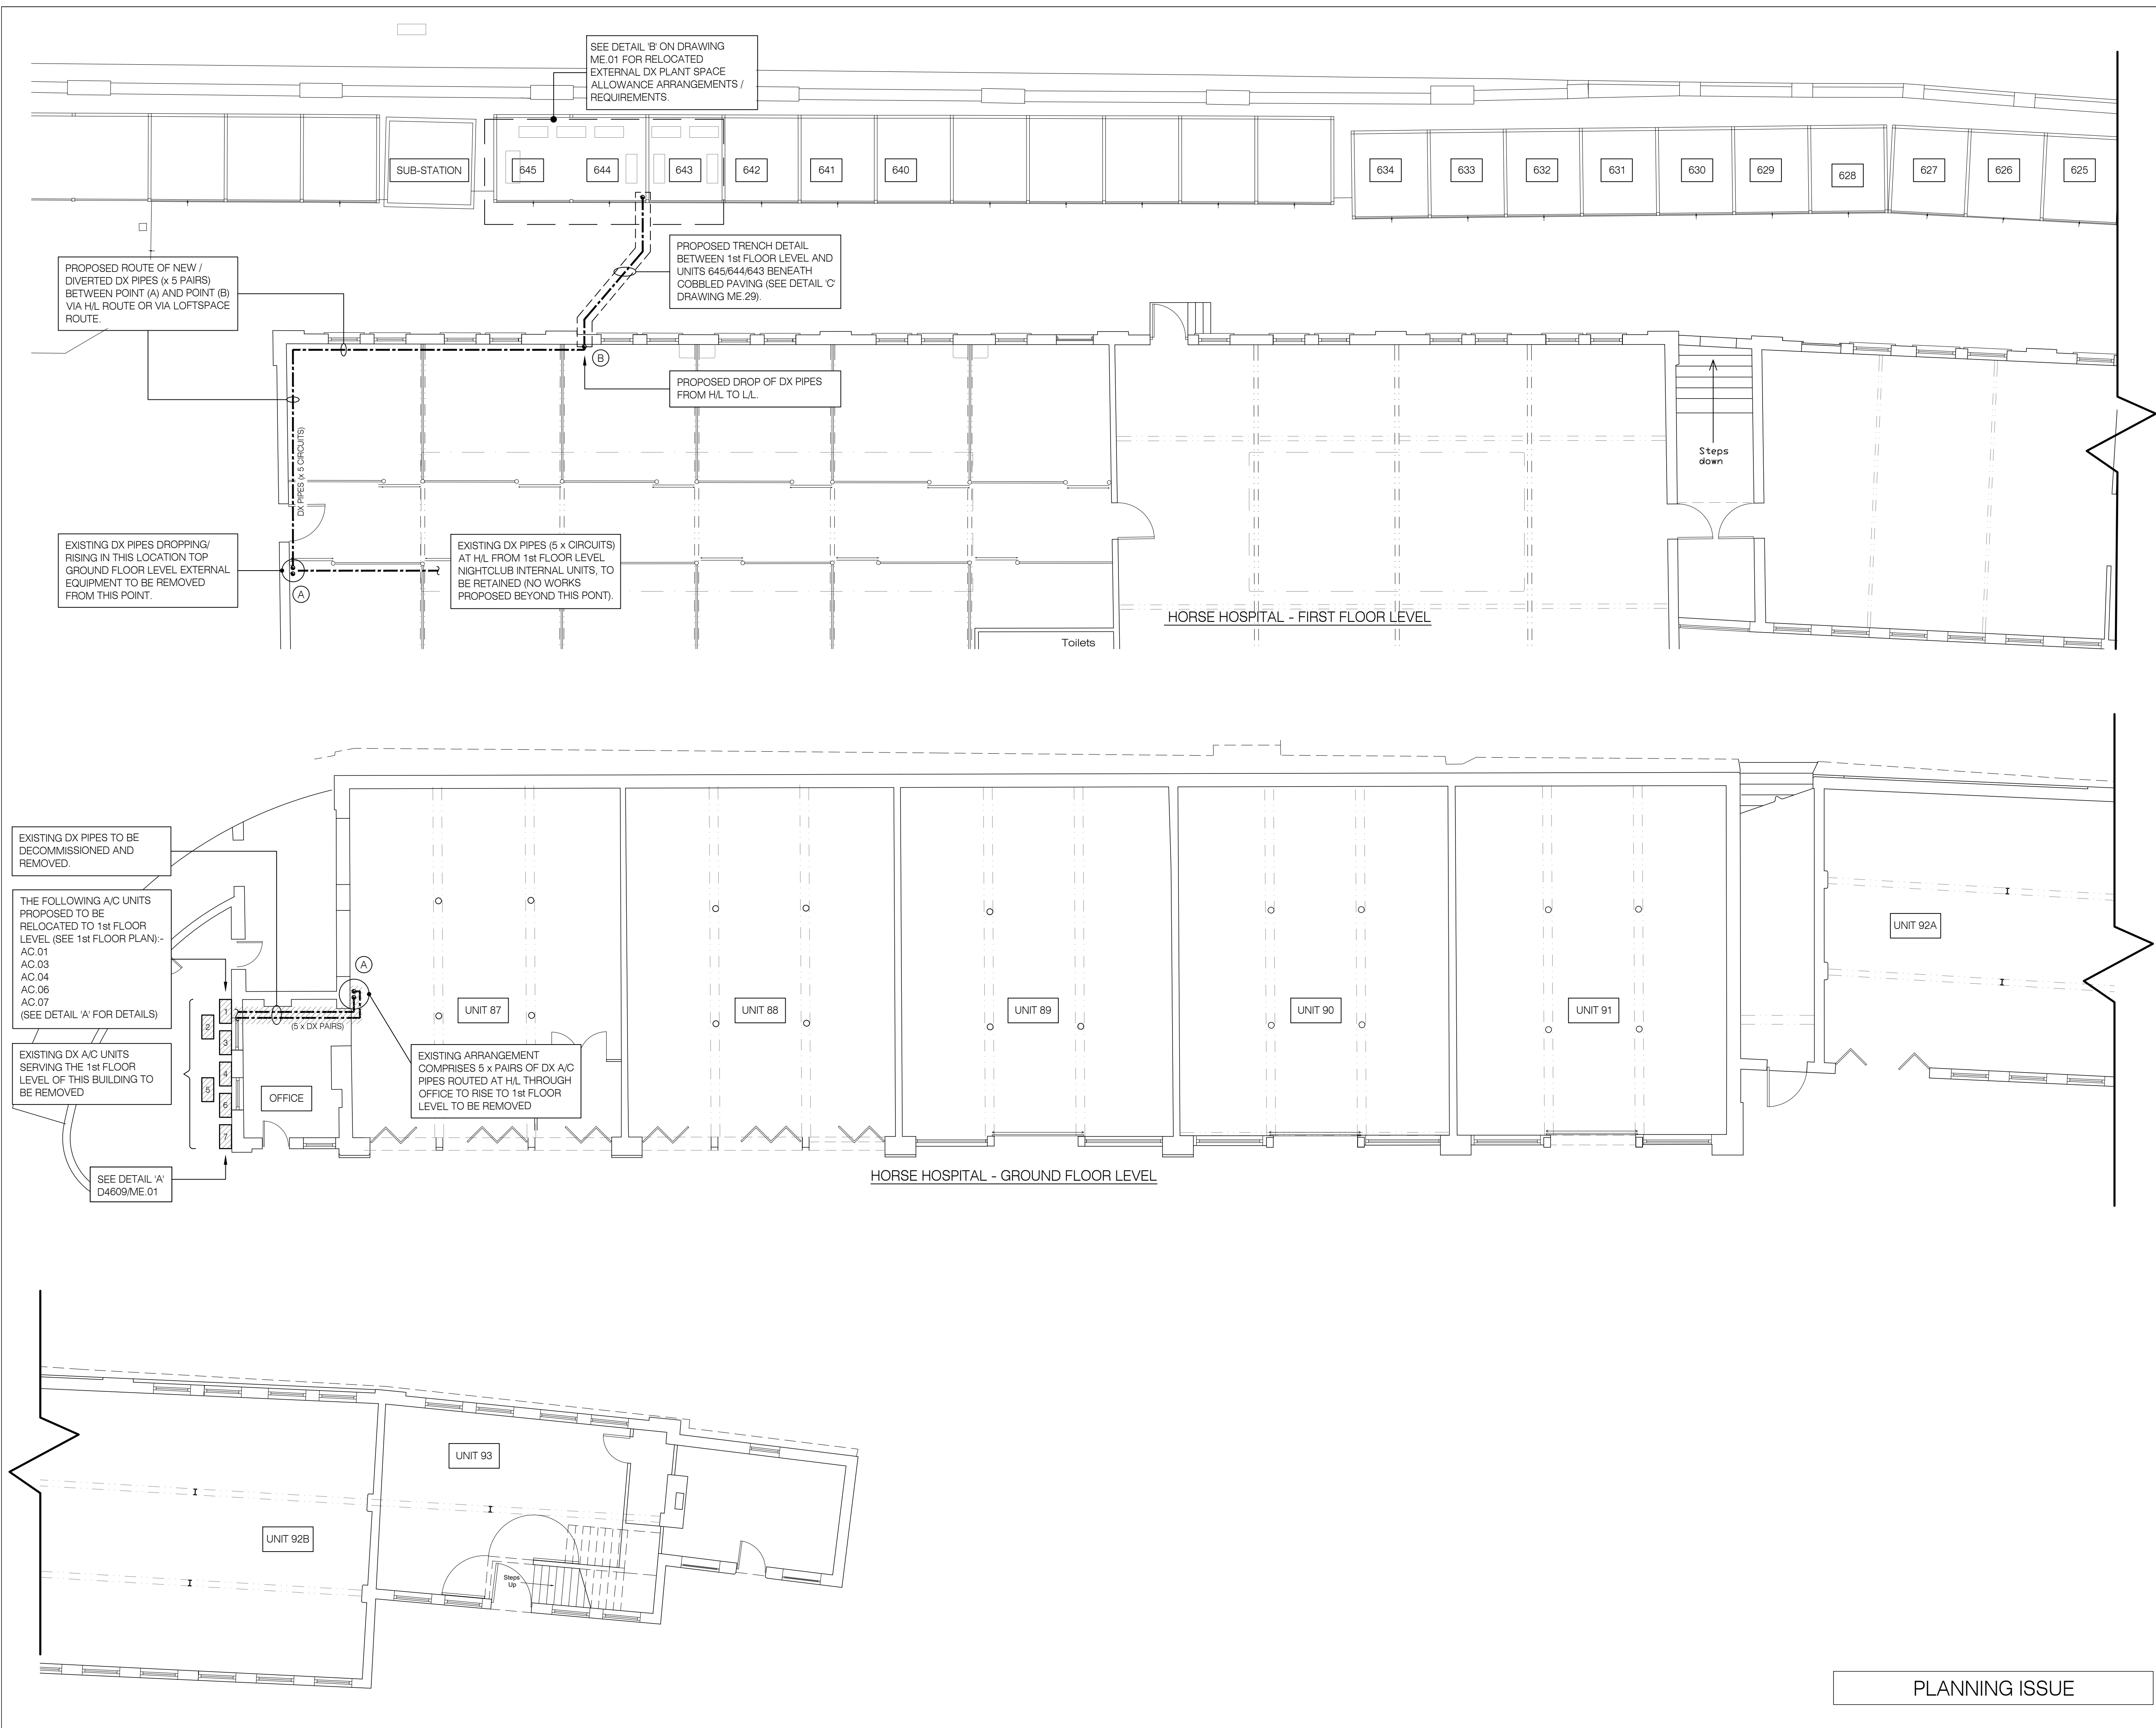 SEE DETAIL 'B' ON DRAWING
ME.01 FOR RELOCATED
EXTERNAL DX PLANT SPACE
ALLOWANCE ARRANGEMENTS /
REQUIREMENTS.
SUB-STATION
645
644
643
642
641
640
634
633
632
631
630
629
628
627
626
625
PROPOSED ROUTE OF NEW /
DIVERTED DX PIPES (x 5 PAIRS)
BETWEEN POINT (A) AND POINT (B)
VIA H/L ROUTE OR VIA LOFTSPACE
ROUTE.
PROPOSED TRENCH DETAIL
BETWEEN 1st FLOOR LEVEL AND
UNITS 645/644/643 BENEATH
COBBLED PAVING (SEE DETAIL 'C'
DRAWING ME.29).
B
PROPOSED DROP OF DX PIPES
FROM H/L TO L/L.
DX PIPES (x 5 CIRCUITS)
Steps
down
EXISTING DX PIPES DROPPING/
RISING IN THIS LOCATION TOP
GROUND FLOOR LEVEL EXTERNAL
EQUIPMENT TO BE REMOVED
FROM THIS POINT.
A
EXISTING DX PIPES (5 x CIRCUITS)
AT H/L FROM 1st FLOOR LEVEL
NIGHTCLUB INTERNAL UNITS, TO
BE RETAINED (NO WORKS
PROPOSED BEYOND THIS PONT).
HORSE HOSPITAL - FIRST FLOOR LEVEL
Toilets
EXISTING DX PIPES TO BE
DECOMMISSIONED AND
REMOVED.
THE FOLLOWING A/C UNITS
PROPOSED TO BE
RELOCATED TO 1st FLOOR
LEVEL (SEE 1st FLOOR PLAN):-
AC.01
AC.03
AC.04
AC.06
AC.07
(SEE DETAIL 'A' FOR DETAILS)
EXISTING DX A/C UNITS
SERVING THE 1st FLOOR
LEVEL OF THIS BUILDING TO
BE REMOVED
1
2
3
4
5
6
7
(5 x DX PAIRS)
A
OFFICE
EXISTING ARRANGEMENT
COMPRISES 5 x PAIRS OF DX A/C
PIPES ROUTED AT H/L THROUGH
OFFICE TO RISE TO 1st FLOOR
LEVEL TO BE REMOVED
UNIT 87
UNIT 88
UNIT 89
UNIT 90
UNIT 91
UNIT 92A
SEE DETAIL 'A'
D4609/ME.01
HORSE HOSPITAL - GROUND FLOOR LEVEL
UNIT 93
UNIT 92B
Steps
Up
PLANNING ISSUE